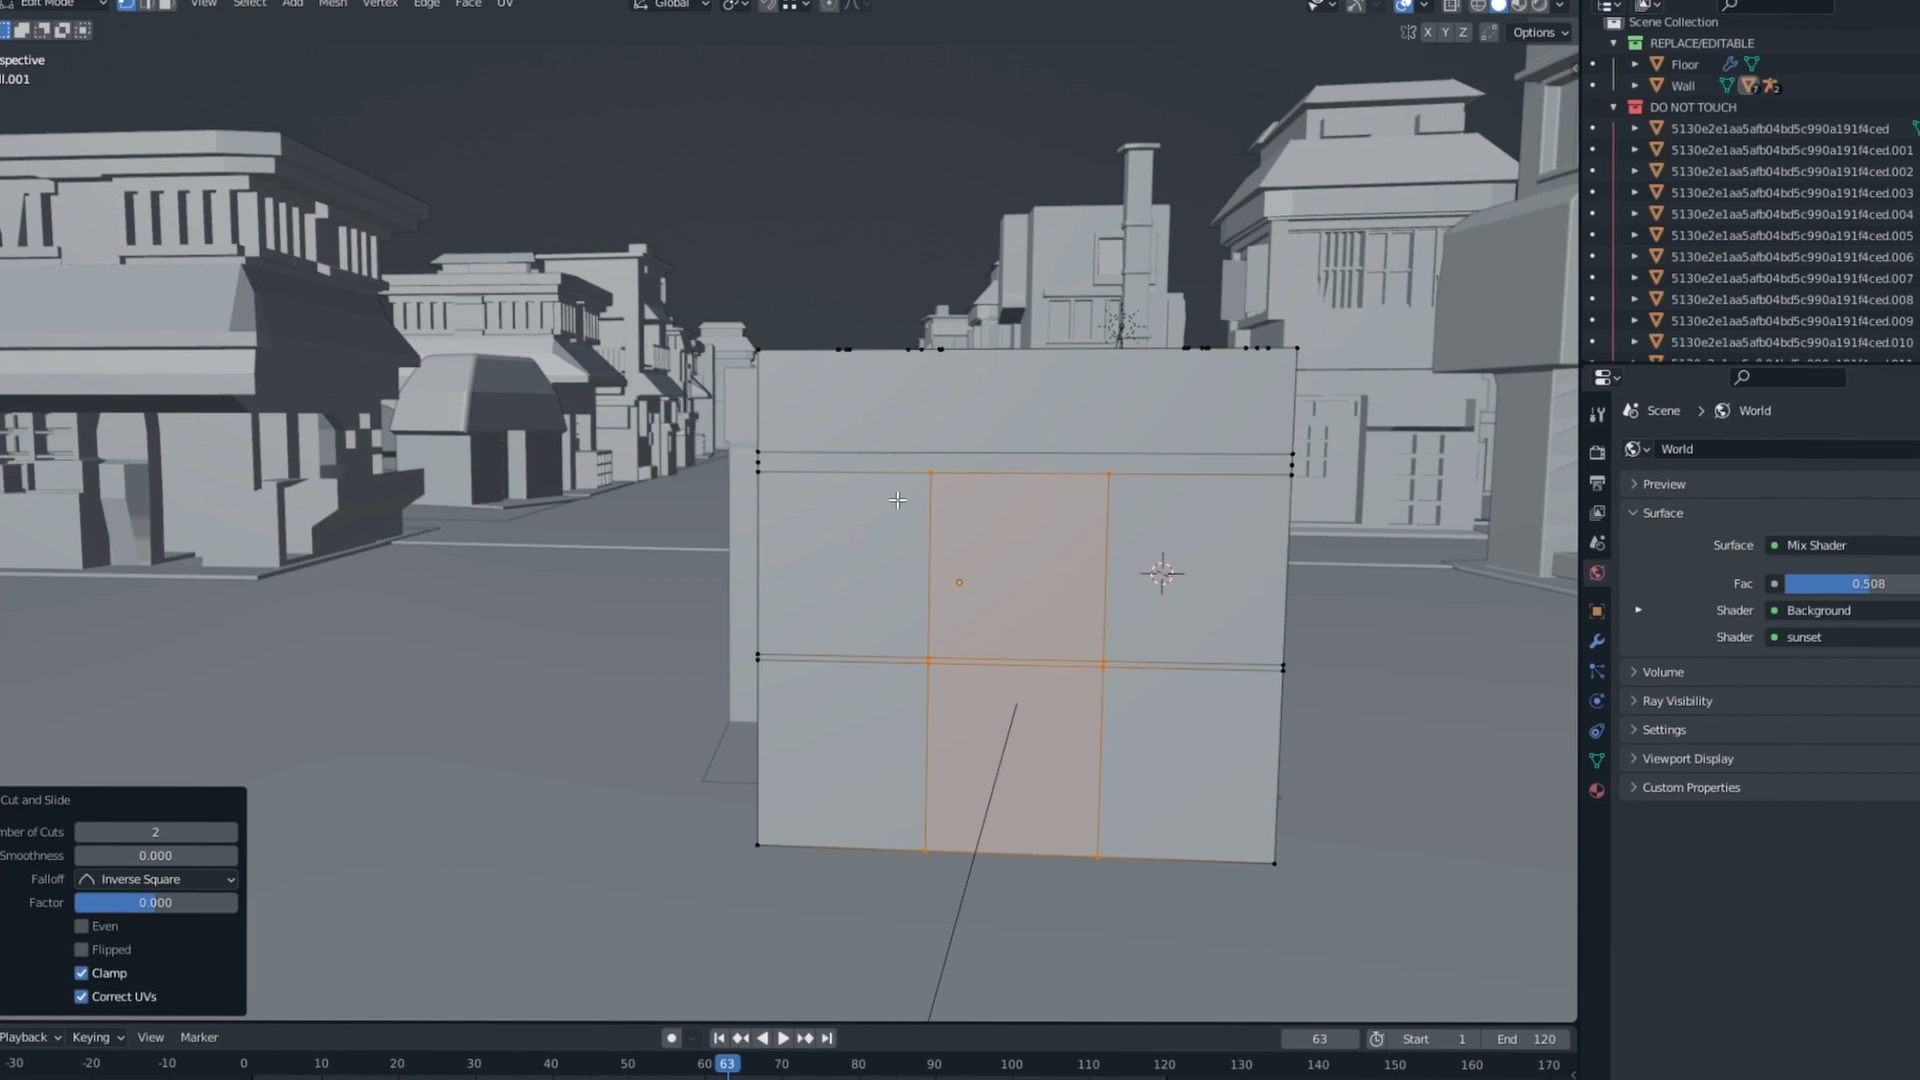 Edit Mode
View
Select
Add
Mesh
Vertex
Edge
Face
UV
Global
X Y Z
Options
spective
ll.001
Scene Collection
REPLACE/EDITABLE
Floor
Wall
7
2
DO NOT TOUCH
5130e2e1aa5afb04bd5c990a191f4ced
5130e2e1aa5afb04bd5c990a191f4ced.001
5130e2e1aa5afb04bd5c990a191f4ced.002
5130e2e1aa5afb04bd5c990a191f4ced.003
5130e2e1aa5afb04bd5c990a191f4ced.004
5130e2e1aa5afb04bd5c990a191f4ced.005
5130e2e1aa5afb04bd5c990a191f4ced.006
5130e2e1aa5afb04bd5c990a191f4ced.007
5130e2e1aa5afb04bd5c990a191f4ced.008
5130e2e1aa5afb04bd5c990a191f4ced.009
5130e2e1aa5afb04bd5c990a191f4ced.010
Scene
World
World
Preview
Surface
Surface Mix Shader
Fac 0.508
Shader Background
Shader sunset
Volume
Ray Visibility
Settings
Viewport Display
Custom Properties
Cut and Slide
mber of Cuts 2
Smoothness 0.000
Falloff Inverse Square
Factor 0.000
Even
Flipped
Clamp
Correct UVs
Playback
Keying
View
Marker
63
Start 1
End 120
-30 -20 -10 0 10 20 30 40 50 60 63 70 80 90 100 110 120 130 140 150 160 170